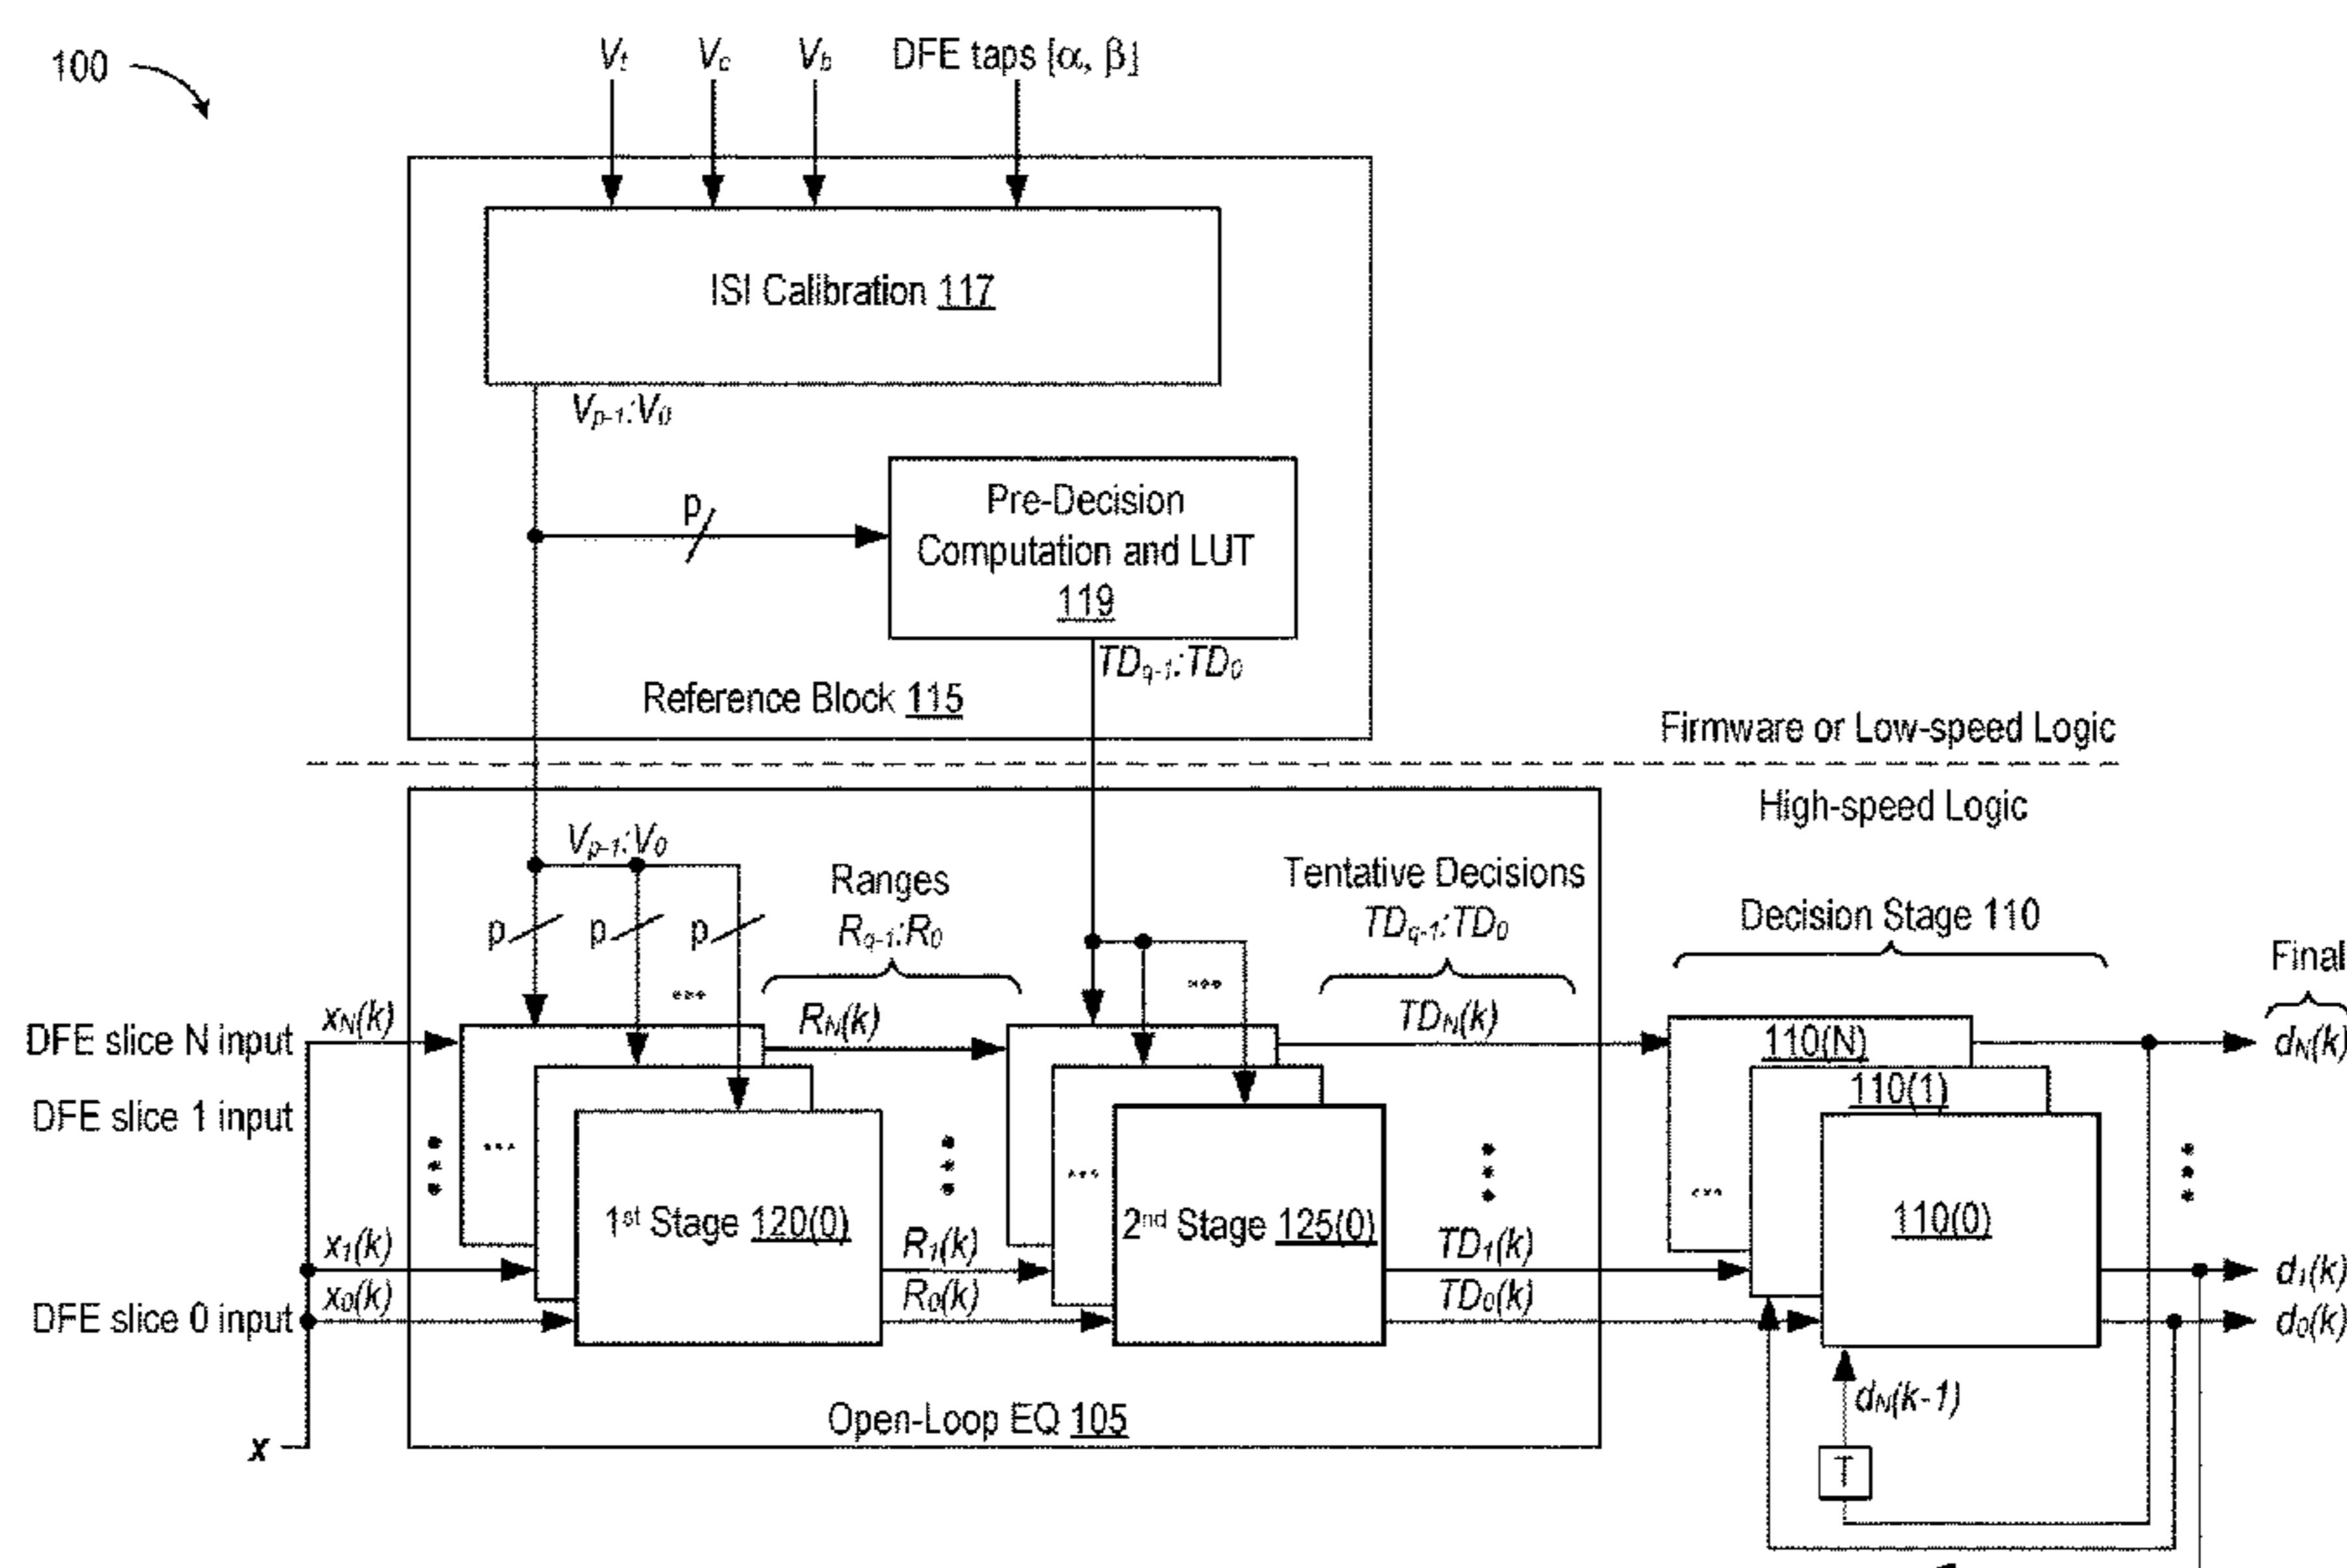 100
Vt Vc Vb DFE taps [α, β]
ISI Calibration 117
Vp-1:V0
p
Pre-Decision
Computation and LUT
119
TDq-1:TD0
Reference Block 115
Firmware or Low-speed Logic
High-speed Logic
Vp-1:V0
Ranges
Rq-1:R0
Tentative Decisions
TDq-1:TD0
Decision Stage 110
Final
p p p
...
...
DFE slice N input
xN(k)
RN(k)
TDN(k)
110(N)
dN(k)
DFE slice 1 input
110(1)
...
...
...
1st Stage 120(0)
2nd Stage 125(0)
110(0)
x1(k)
R1(k)
TD1(k)
d1(k)
DFE slice 0 input
x0(k)
R0(k)
TD0(k)
d0(k)
dN(k-1)
Open-Loop EQ 105
x
T